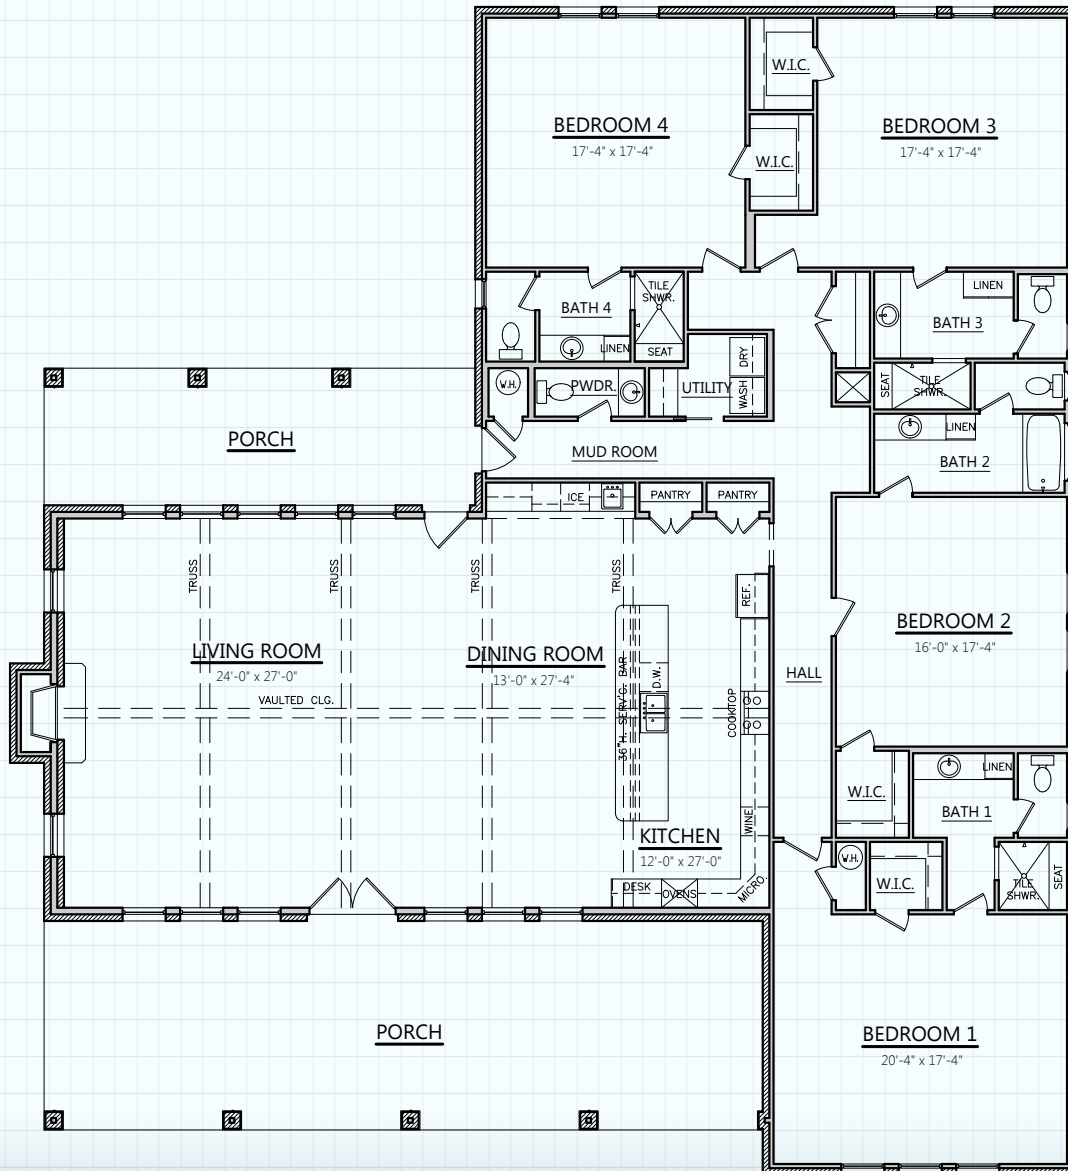 W.I.C.
BEDROOM 4
17'-4" x 17'-4"
BEDROOM 3
17'-4" x 17'-4"
W.I.C.
TILE
SHWR.
LINEN
BATH 4
BATH 3
LINEN
SEAT
DRY
W.H.
PWDR.
UTILITY
WASH
SEAT
TILE
SHWR.
PORCH
LINEN
MUD ROOM
BATH 2
ICE
PANTRY
PANTRY
TRUSS
TRUSS
TRUSS
TRUSS
REF.
BEDROOM 2
16'-0" x 17'-4"
LIVING ROOM
24'-0" x 27'-0"
DINING ROOM
13'-0" x 27'-4"
HALL
VAULTED CLG.
36"H. SERV'G. BAR
D.W.
COOKTOP
LINEN
W.I.C.
BATH 1
WINE
KITCHEN
12'-0" x 27'-0"
W.H.
DESK
OVENS
MICRO.
W.I.C.
TILE
SHWR.
SEAT
PORCH
BEDROOM 1
20'-4" x 17'-4"